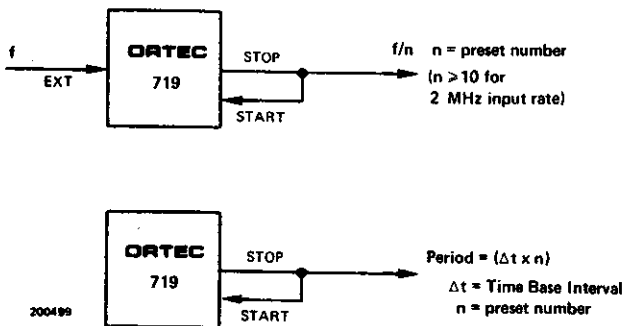 f
EXT
ORTEC
719
STOP
START
f/n n = preset number
(n ⩾ 10 for
2 MHz input rate)
ORTEC
719
STOP
START
Period = (Δt x n)
Δt = Time Base Interval
n = preset number
200499